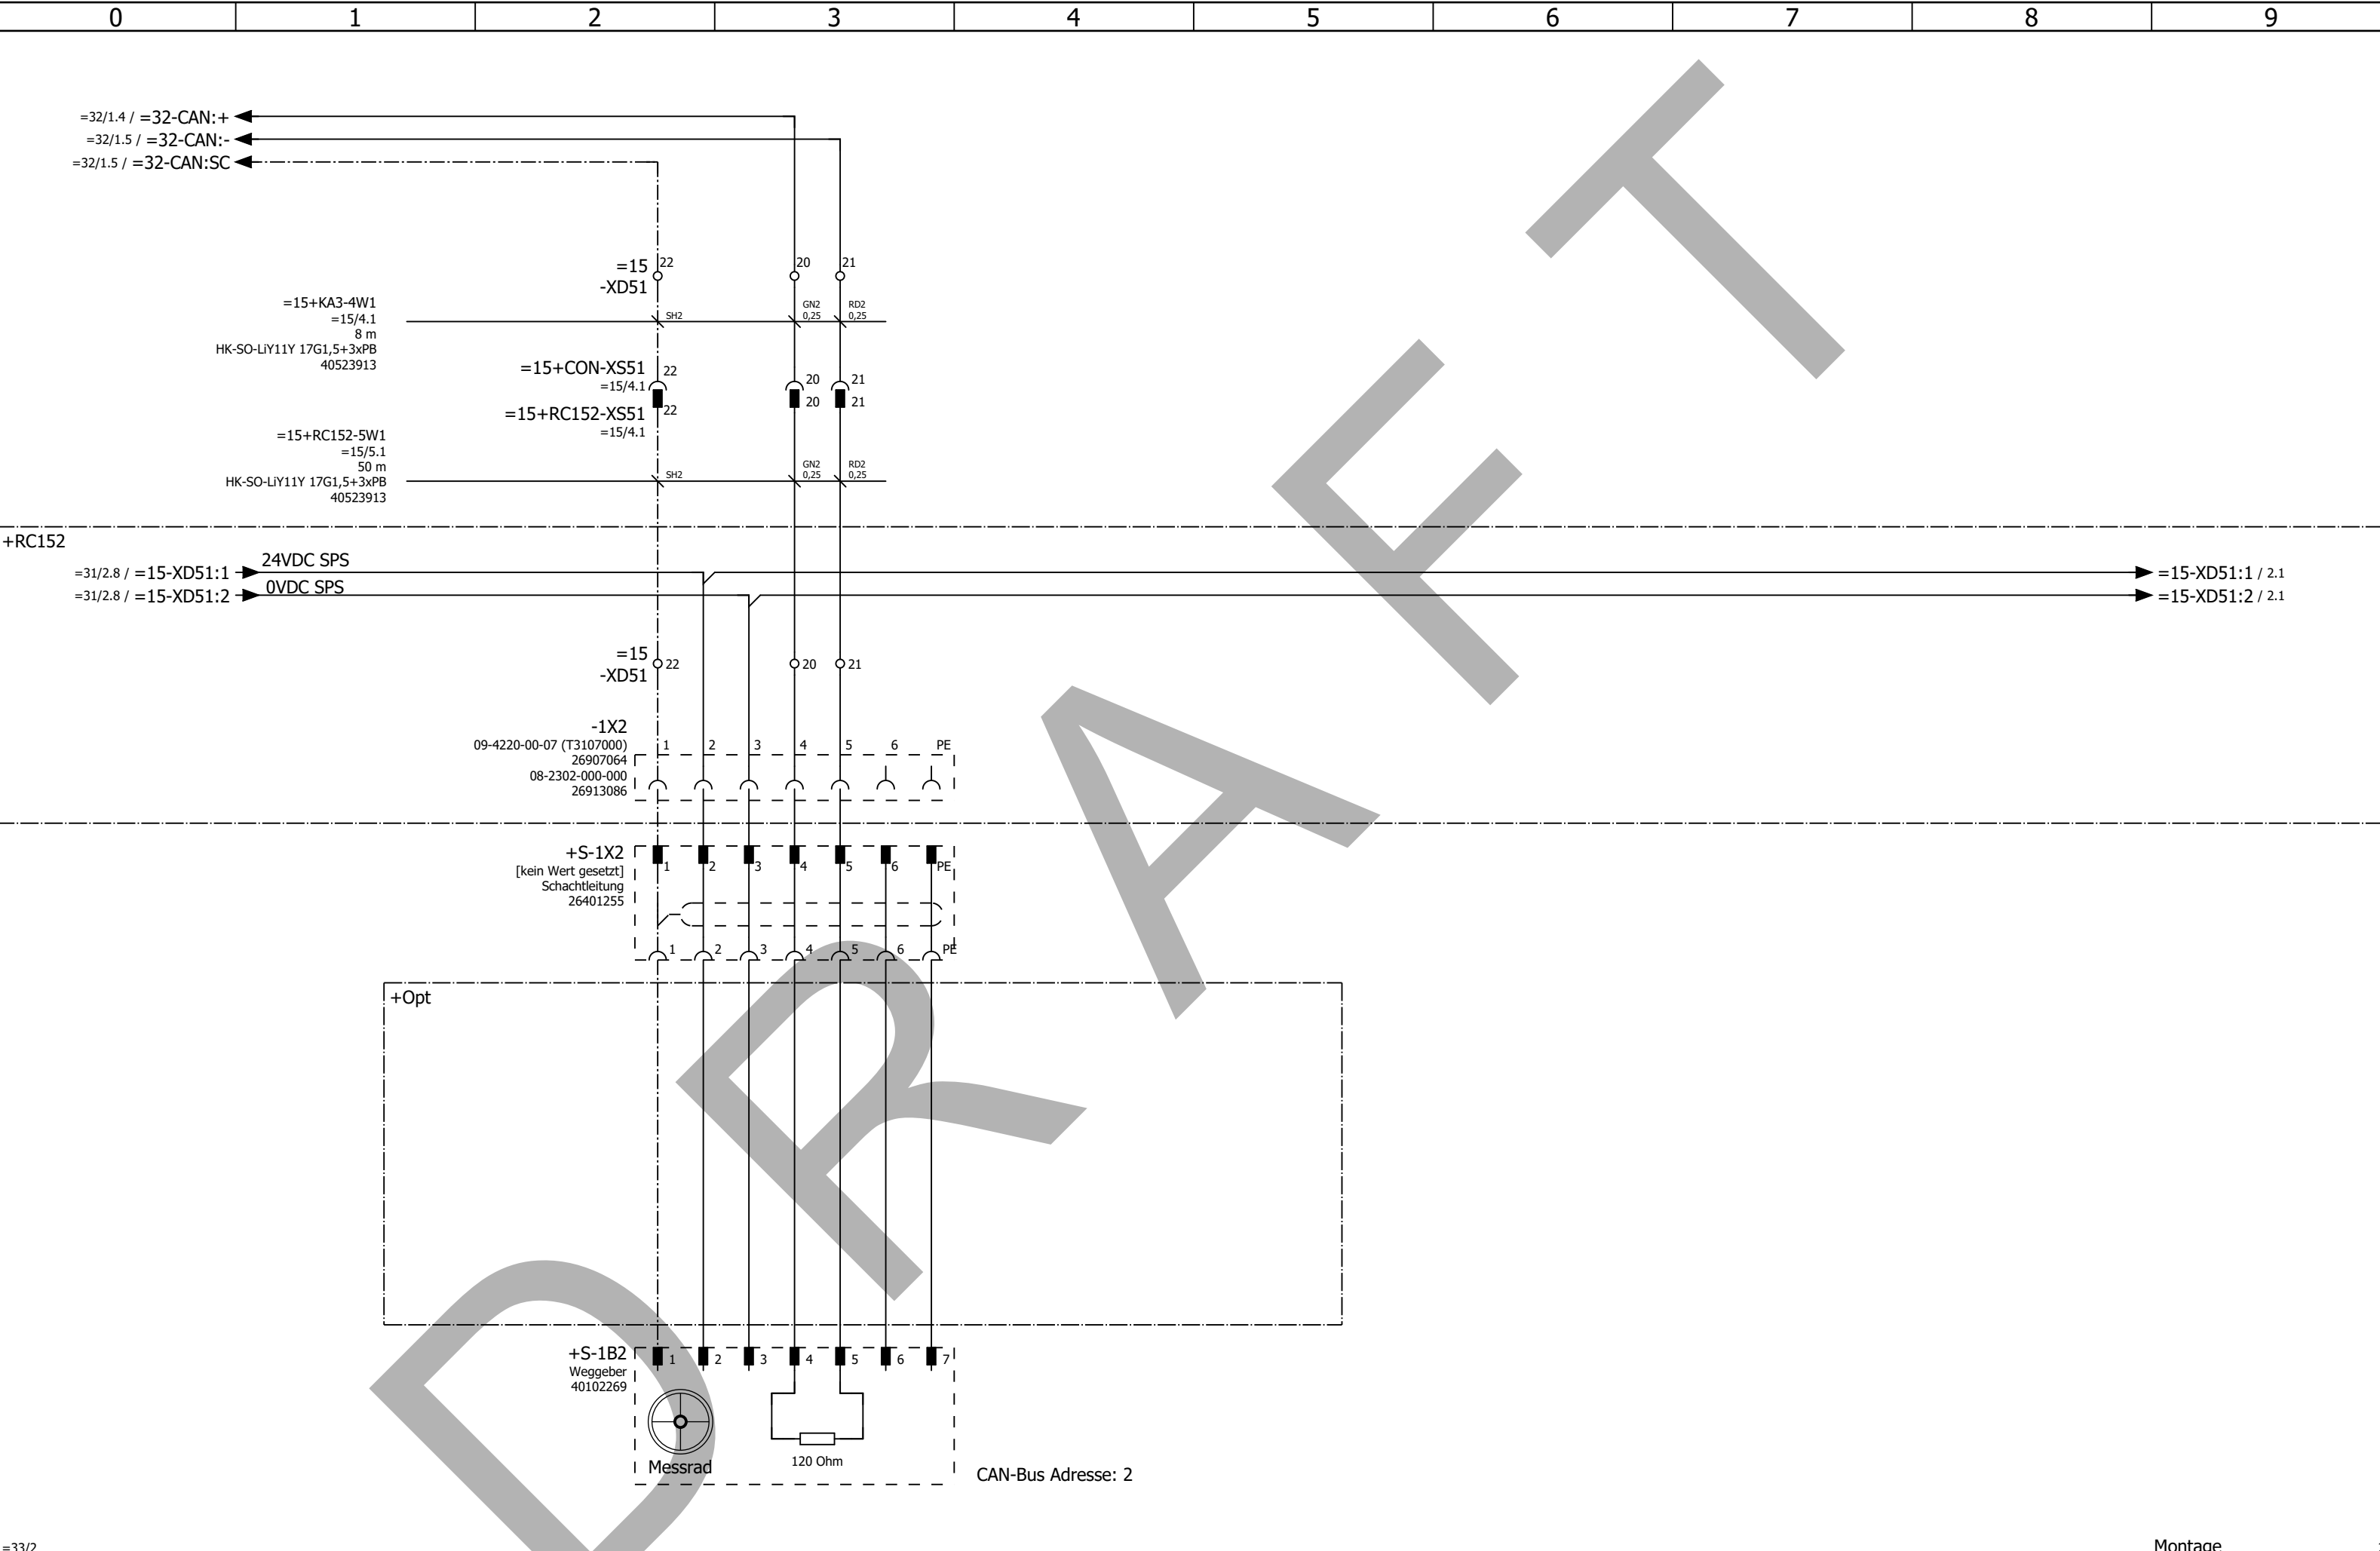 0 1 2 3 4 5 6 7 8 9
=32/1.4 / =32-CAN:+
=32/1.5 / =32-CAN:-
=32/1.5 / =32-CAN:SC
=15 22 20 21
-XD51
=15+KA3-4W1
=15/4.1
8 m
HK-SO-LiY11Y 17G1,5+3xPB
40523913
SH2 GN2 RD2
0,25 0,25
=15+CON-XS51 22 20 21
=15/4.1
=15+RC152-XS51 22 20 21
=15/4.1
=15+RC152-5W1
=15/5.1
50 m
HK-SO-LiY11Y 17G1,5+3xPB
40523913
SH2 GN2 RD2
0,25 0,25
+RC152
24VDC SPS
=31/2.8 / =15-XD51:1 =15-XD51:1 / 2.1
0VDC SPS
=31/2.8 / =15-XD51:2 =15-XD51:2 / 2.1
=15 22 20 21
-XD51
-1X2
09-4220-00-07 (T3107000) 1 2 3 4 5 6 PE
26907064
08-2302-000-000
26913086
+S-1X2 1 2 3 4 5 6 PE
[kein Wert gesetzt]
Schachtleitung
26401255
1 2 3 4 5 6 PE
+Opt
+S-1B2 1 2 3 4 5 6 7
Weggeber
40102269
Messrad 120 Ohm
CAN-Bus Adresse: 2
DRAFT
=33/2 Montage